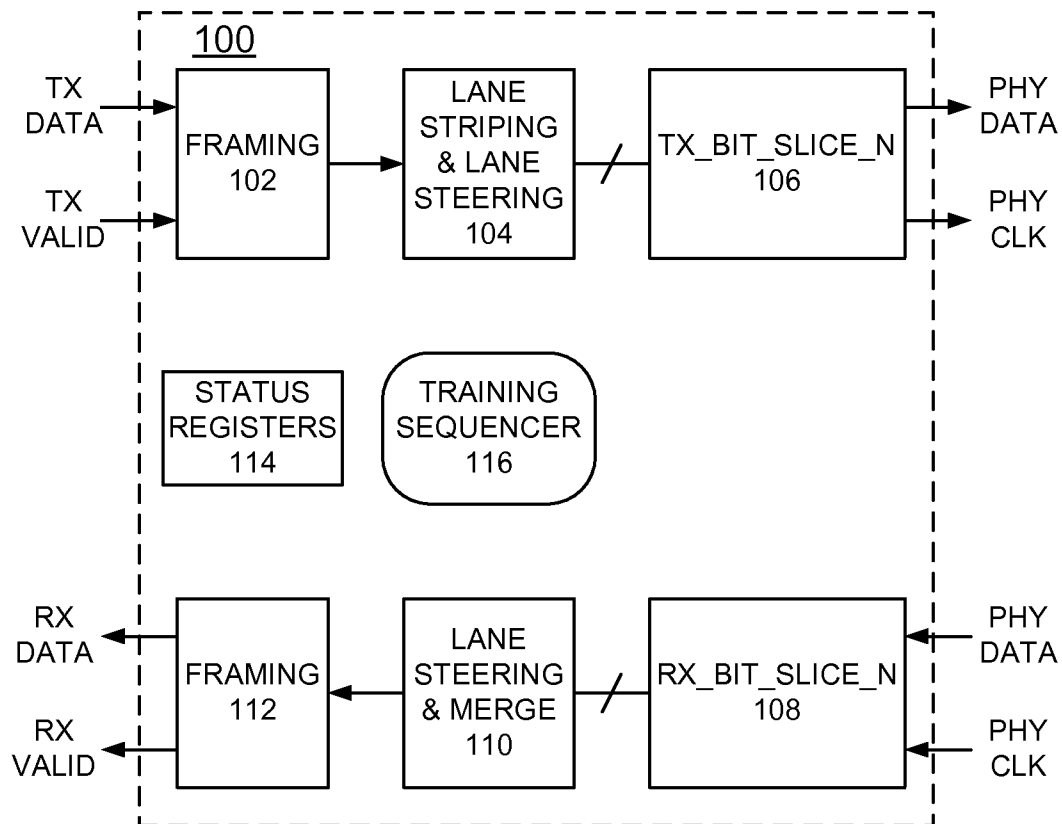 100
TX
DATA
TX
VALID
FRAMING
102
LANE
STRIPING
& LANE
STEERING
104
TX_BIT_SLICE_N
106
PHY
DATA
PHY
CLK
STATUS
REGISTERS
114
TRAINING
SEQUENCER
116
RX
DATA
RX
VALID
FRAMING
112
LANE
STEERING
& MERGE
110
RX_BIT_SLICE_N
108
PHY
DATA
PHY
CLK